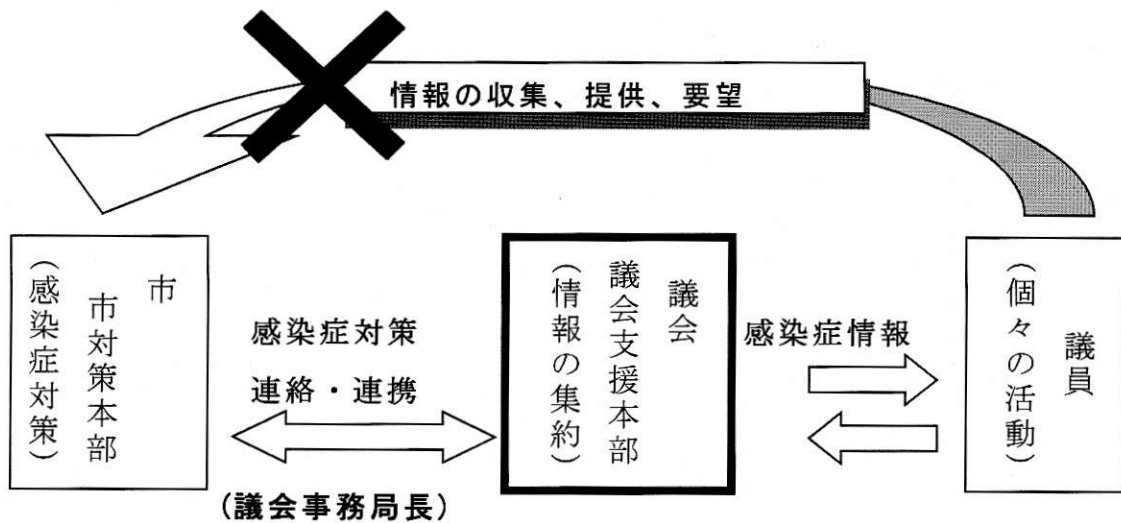 情報の収集、提供、要望
市
市対策本部
(感染症対策)
感染症対策
連絡・連携
(議会事務局長)
議会
議会支援本部
(情報の集約)
感染症情報
議員
(個々の活動)